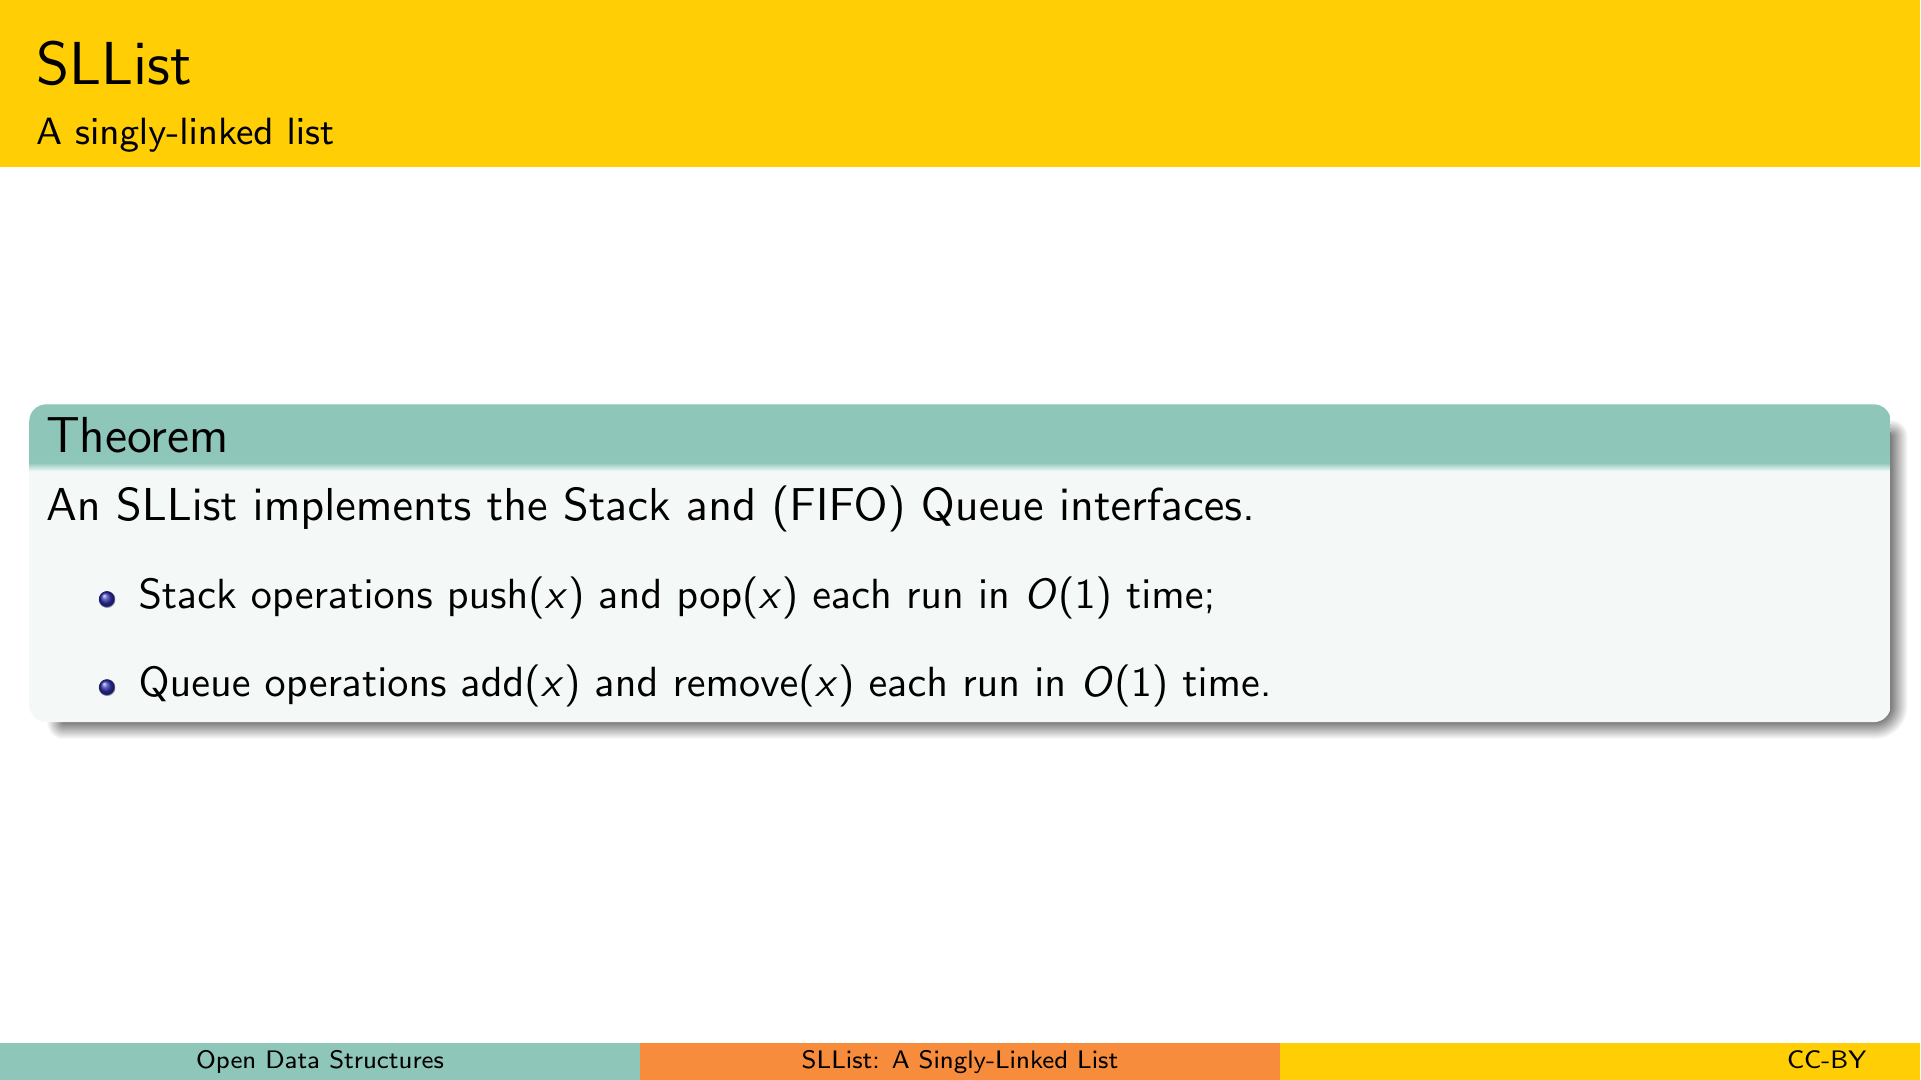 SLList
A singly-linked list
Theorem
An SLList implements the Stack and (FIFO) Queue interfaces.
• Stack operations push(x) and pop(x) each run in O(1) time;
• Queue operations add(x) and remove(x) each run in O(1) time.
Open Data Structures
SLList: A Singly-Linked List
CC-BY